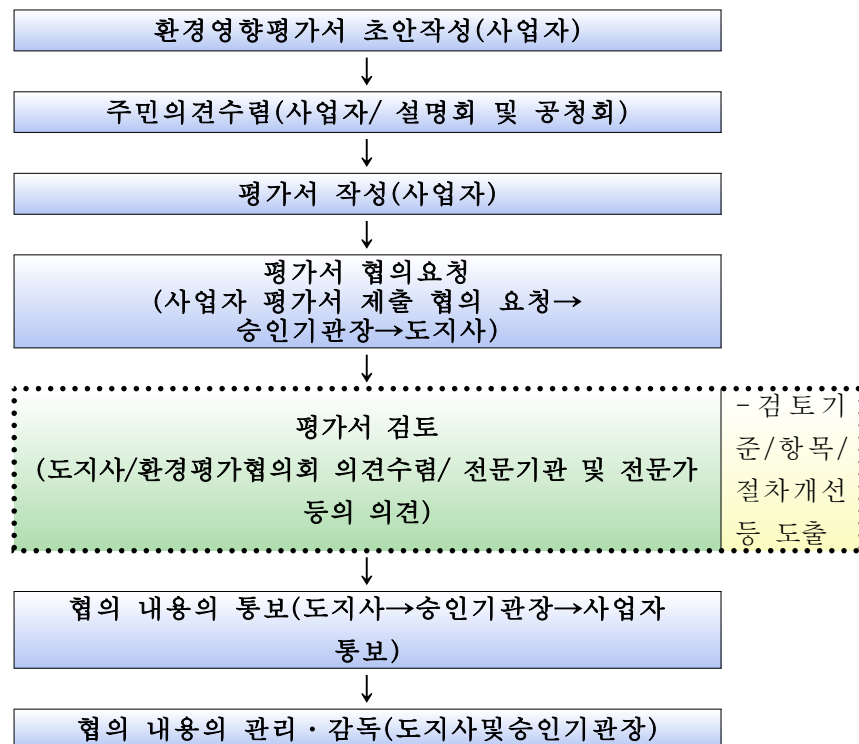 환경영향평가서 초안작성(사업자)
↓
주민의견수렴(사업자/ 설명회 및 공청회)
↓
평가서 작성(사업자)
↓
평가서 협의요청
(사업자 평가서 제출 협의 요청→
승인기관장→도지사)
↓
평가서 검토
(도지사/환경평가협의회 의견수렴/ 전문기관 및 전문가
등의 의견)
-검토기
준/항목/
절차개선
등 도출
↓
협의 내용의 통보(도지사→승인기관장→사업자
통보)
↓
협의 내용의 관리·감독(도지사및승인기관장)